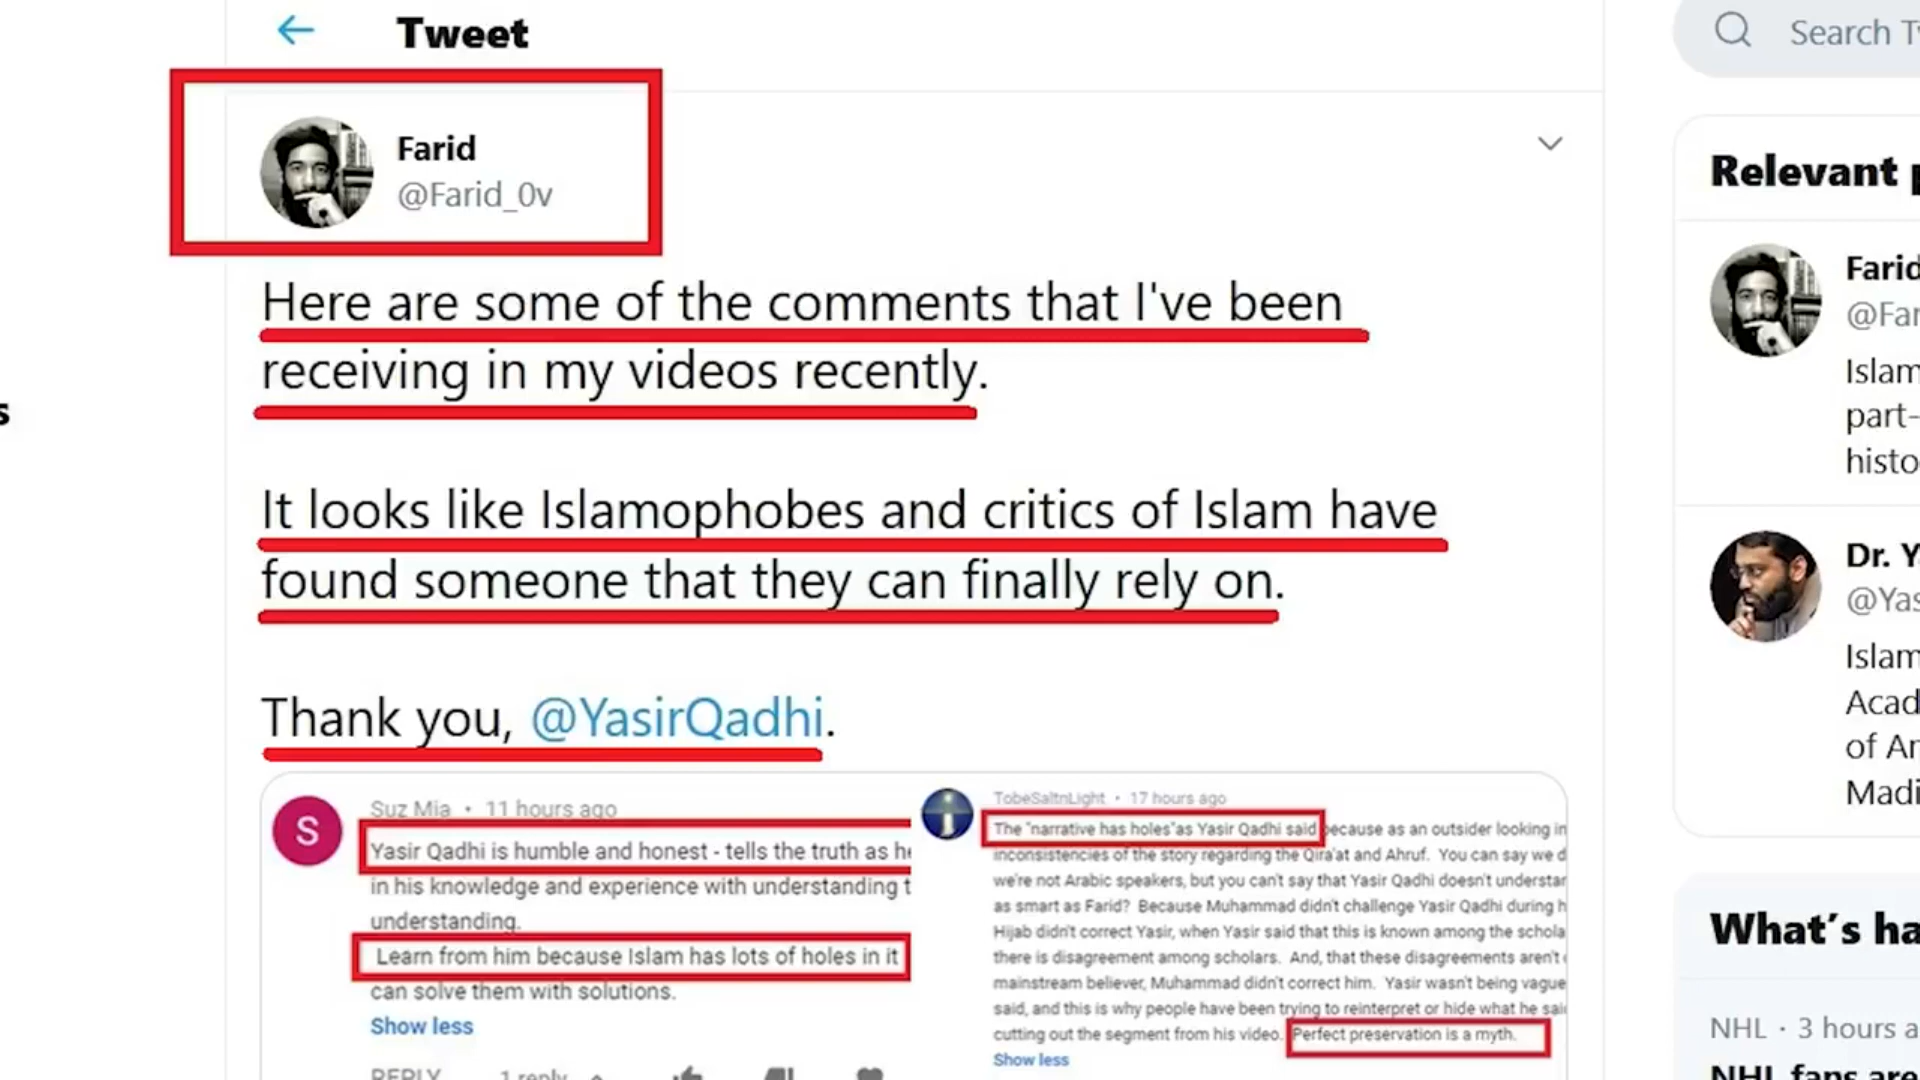 Tweet
Search
s
Farid
@Farid_0v
Here are some of the comments that I've been
receiving in my videos recently.
It looks like Islamophobes and critics of Islam have
found someone that they can finally rely on.
Thank you, @YasirQadhi.
S
Suz Mia • 11 hours ago
Yasir Qadhi is humble and honest - tells the truth as he
in his knowledge and experience with understanding t
understanding.
Learn from him because Islam has lots of holes in it
can solve them with solutions.
Show less
REPLY 1 reply
TobeSaltnLight • 17 hours ago
The "narrative has holes"as Yasir Qadhi said because as an outsider looking in
inconsistencies of the story regarding the Qira'at and Ahruf. You can say we d
we're not Arabic speakers, but you can't say that Yasir Qadhi doesn't understan
as smart as Farid? Because Muhammad didn't challenge Yasir Qadhi during h
Hijab didn't correct Yasir, when Yasir said that this is known among the schola
there is disagreement among scholars. And, that these disagreements aren't
mainstream believer, Muhammad didn't correct him. Yasir wasn't being vague
said, and this is why people have been trying to reinterpret or hide what he sai
cutting out the segment from his video. Perfect preservation is a myth.
Show less
Relevant p
Farid
@Far
Islam
part-
histo
Dr. Ya
@Yas
Islam
Acad
of Ar
Madi
What's ha
NHL · 3 hours a
NHL fans are